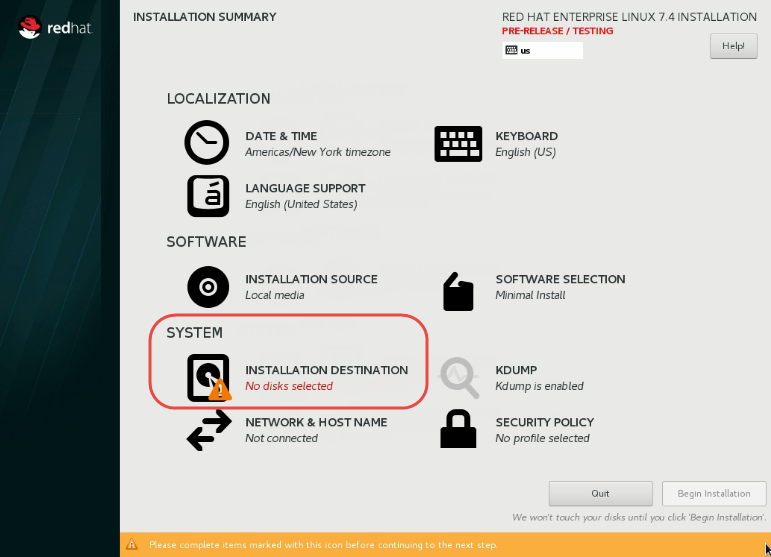 redhat.
INSTALLATION SUMMARY
RED HAT ENTERPRISE LINUX 7.4 INSTALLATION
PRE-RELEASE / TESTING
us
Help!
LOCALIZATION
DATE & TIME
Americas/New York timezone
KEYBOARD
English (US)
á
LANGUAGE SUPPORT
English (United States)
SOFTWARE
INSTALLATION SOURCE
Local media
SOFTWARE SELECTION
Minimal Install
SYSTEM
INSTALLATION DESTINATION
No disks selected
KDUMP
Kdump is enabled
NETWORK & HOST NAME
Not connected
SECURITY POLICY
No profile selected
Quit
Begin Installation
We won't touch your disks until you click 'Begin Installation'.
Please complete items marked with this icon before continuing to the next step.